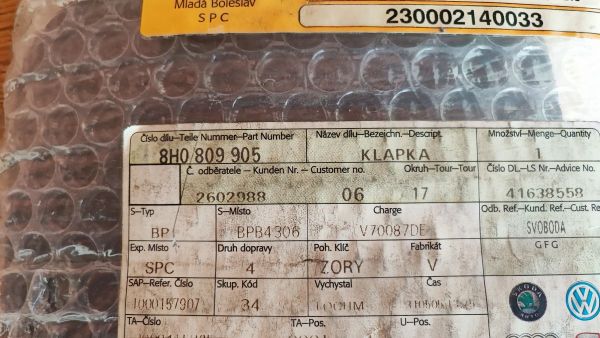 Mladá Boleslav
SPC
230002140033
Číslo dílu—Teile Nummer—Part Number Název dílu—Bezeichn.—Descript. Množství—Menge—Quantity
8H0 809 905 KLAPKA 1
Č. odběratele — Kunden Nr. — Customer no. Okruh—Tour—Tour Číslo DL—LS Nr—Advice No.
2602988 06 17 41638558
S—Typ S—Místo Charge Odb. Ref.—Kund. Ref—Cust. Re
BP BPB4306 V70087DE SVOBODA
GFG
Exp. Místo Druh dopravy Poh. Klíč Fabrikát
SPC 4 ZORY V
SAP—Refer. Číslo Skup. Kód Vychystal Čas
1000157907 34
ŠKODA
AUTO
TA—Číslo TA—Pos. U—Pos.